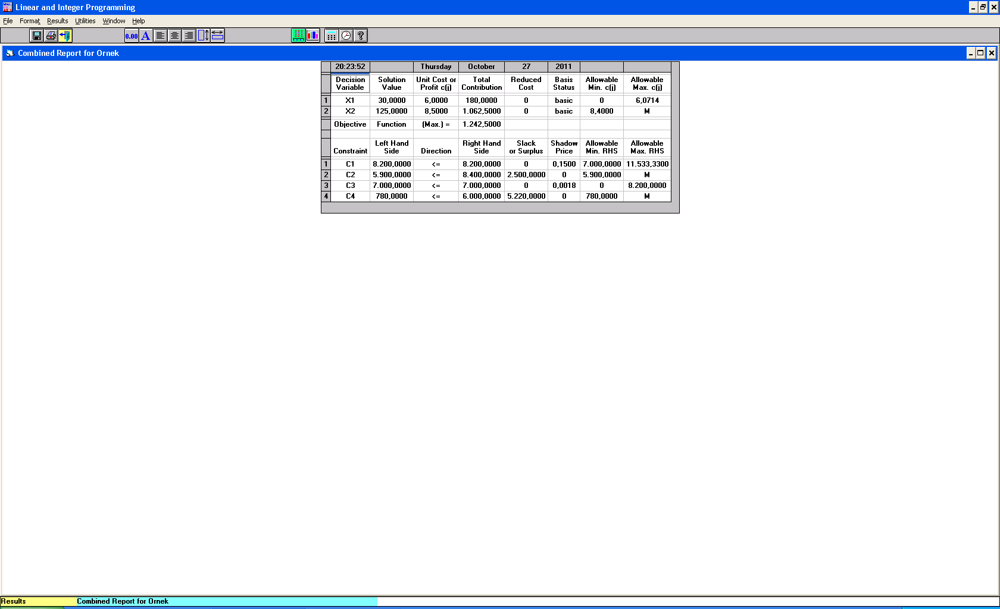 Linear and Integer Programming
File Format Results Utilities Window Help
0.00 A
Combined Report for Ornek
20:23:52 Thursday October 27 2011
Decision Variable Solution Value Unit Cost or Profit c(j) Total Contribution Reduced Cost Basis Status Allowable Min. c(j) Allowable Max. c(j)
1 X1 30,0000 6,0000 180,0000 0 basic 0 6,0714
2 X2 125,0000 8,5000 1.062,5000 0 basic 8,4000 M
Objective Function (Max.) = 1.242,5000
Constraint Left Hand Side Direction Right Hand Side Slack or Surplus Shadow Price Allowable Min. RHS Allowable Max. RHS
1 C1 8.200,0000 <= 8.200,0000 0 0,1500 7.000,0000 11.533,3300
2 C2 5.900,0000 <= 8.400,0000 2.500,0000 0 5.900,0000 M
3 C3 7.000,0000 <= 7.000,0000 0 0,0018 0 8.200,0000
4 C4 780,0000 <= 6.000,0000 5.220,0000 0 780,0000 M
Results Combined Report for Ornek